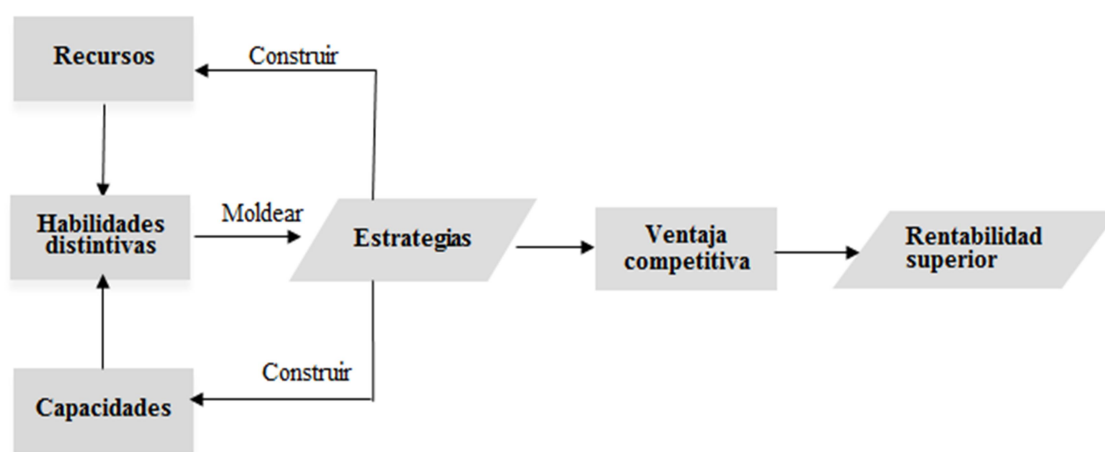 Recursos
Construir
Habilidades
distintivas
Moldear
Estrategias
Ventaja
competitiva
Rentabilidad
superior
Construir
Capacidades